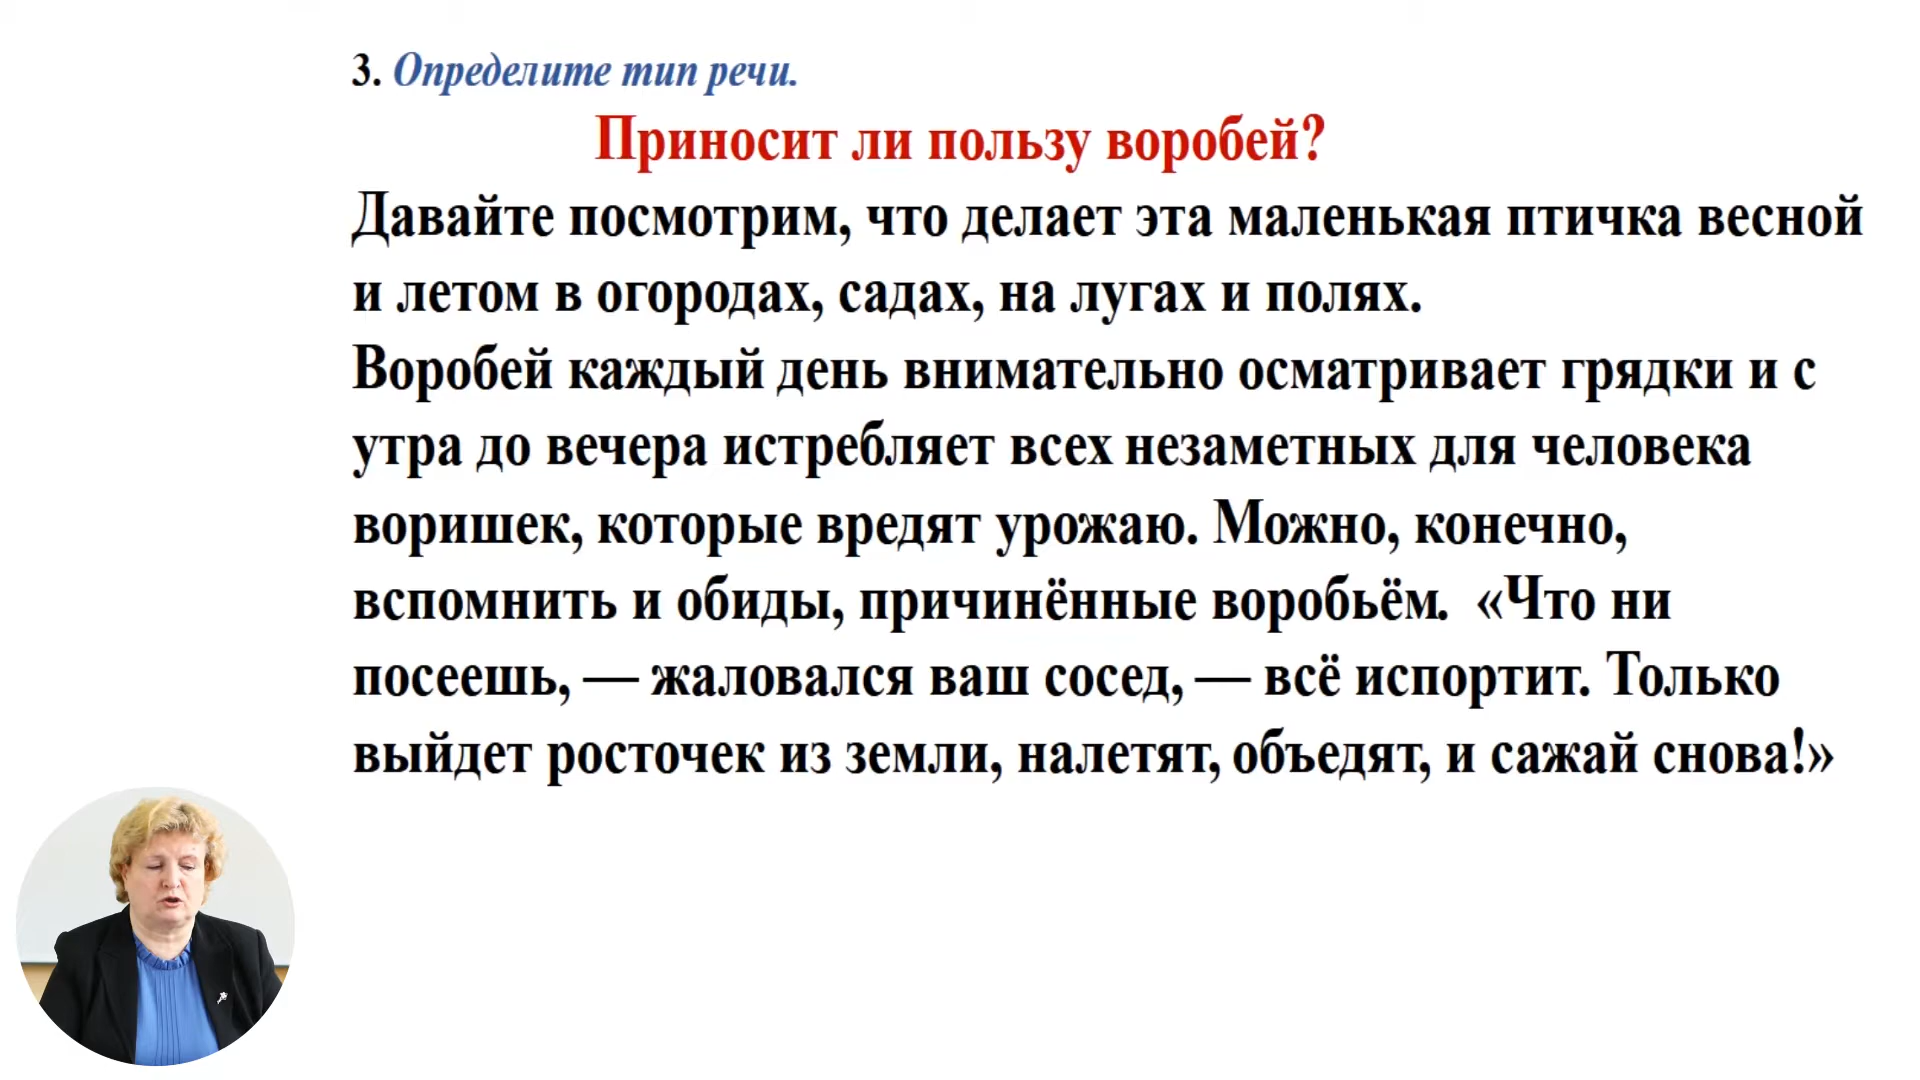 3. Определите тип речи.
Приносит ли пользу воробей?
Давайте посмотрим, что делает эта маленькая птичка весной
и летом в огородах, садах, на лугах и полях.
Воробей каждый день внимательно осматривает грядки и с
утра до вечера истребляет всех незаметных для человека
воришек, которые вредят урожаю. Можно, конечно,
вспомнить и обиды, причинённые воробьём. «Что ни
посеешь, — жаловался ваш сосед, — всё испортит. Только
выйдет росточек из земли, налетят, объедят, и сажай снова!»